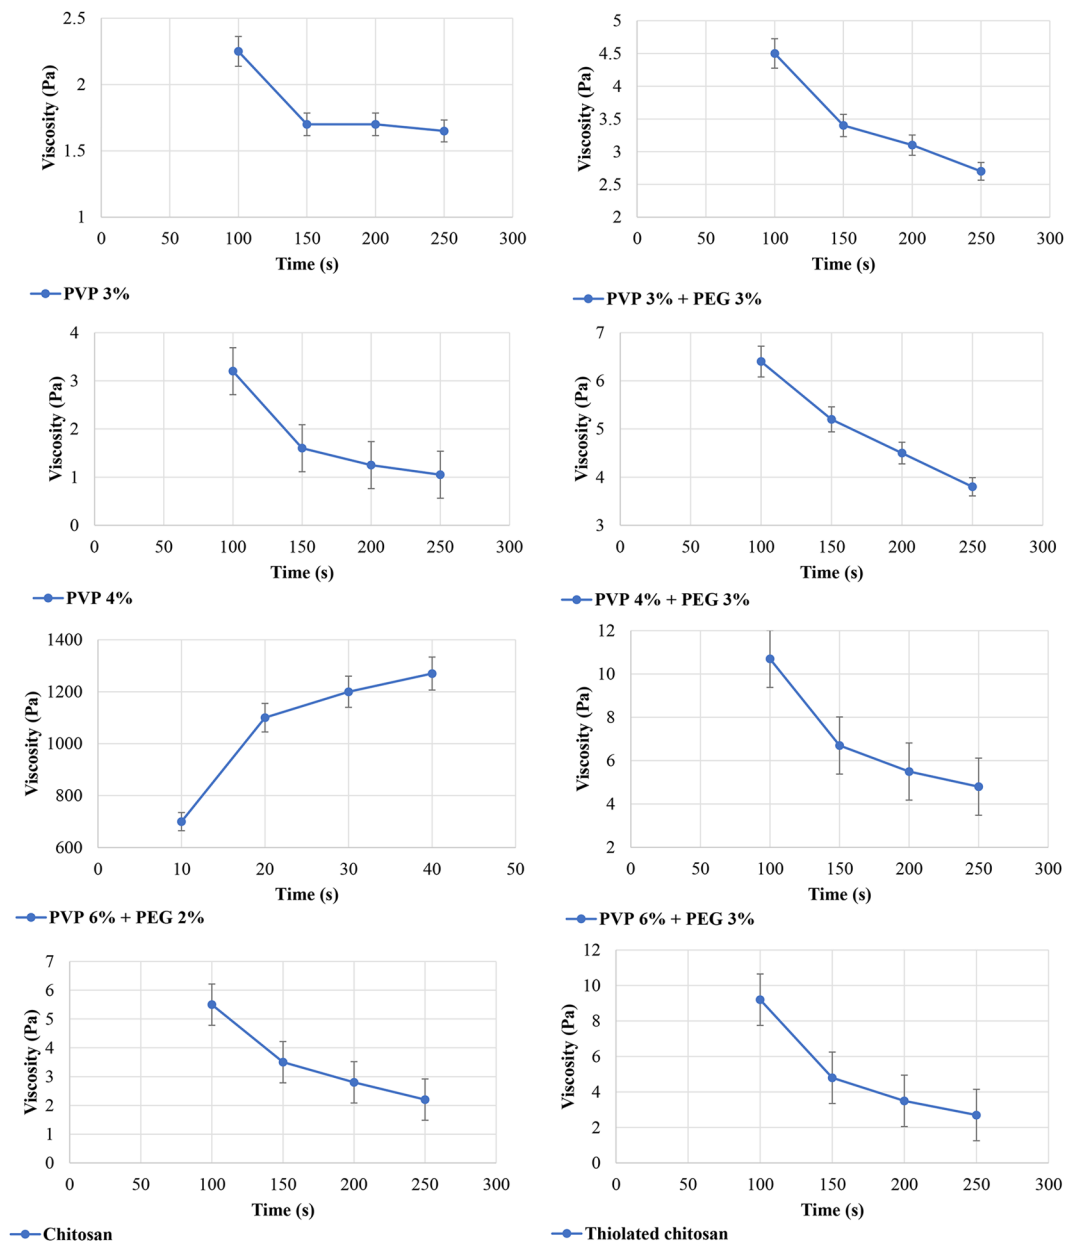 2.5
2
1.5
1
Viscosity (Pa)
0 50 100 150 200 250 300
Time (s)
PVP 3%
5
4.5
4
3.5
3
2.5
2
Viscosity (Pa)
0 50 100 150 200 250 300
Time (s)
PVP 3% + PEG 3%
4
3
2
1
0
Viscosity (Pa)
0 50 100 150 200 250 300
Time (s)
PVP 4%
7
6
5
4
3
Viscosity (Pa)
0 50 100 150 200 250 300
Time (s)
PVP 4% + PEG 3%
1400
1200
1000
800
600
Viscosity (Pa)
0 10 20 30 40 50
Time (s)
PVP 6% + PEG 2%
12
10
8
6
4
2
Viscosity (Pa)
0 50 100 150 200 250 300
Time (s)
PVP 6% + PEG 3%
7
6
5
4
3
2
1
0
Viscosity (Pa)
0 50 100 150 200 250 300
Time (s)
Chitosan
12
10
8
6
4
2
0
Viscosity (Pa)
0 50 100 150 200 250 300
Time (s)
Thiolated chitosan